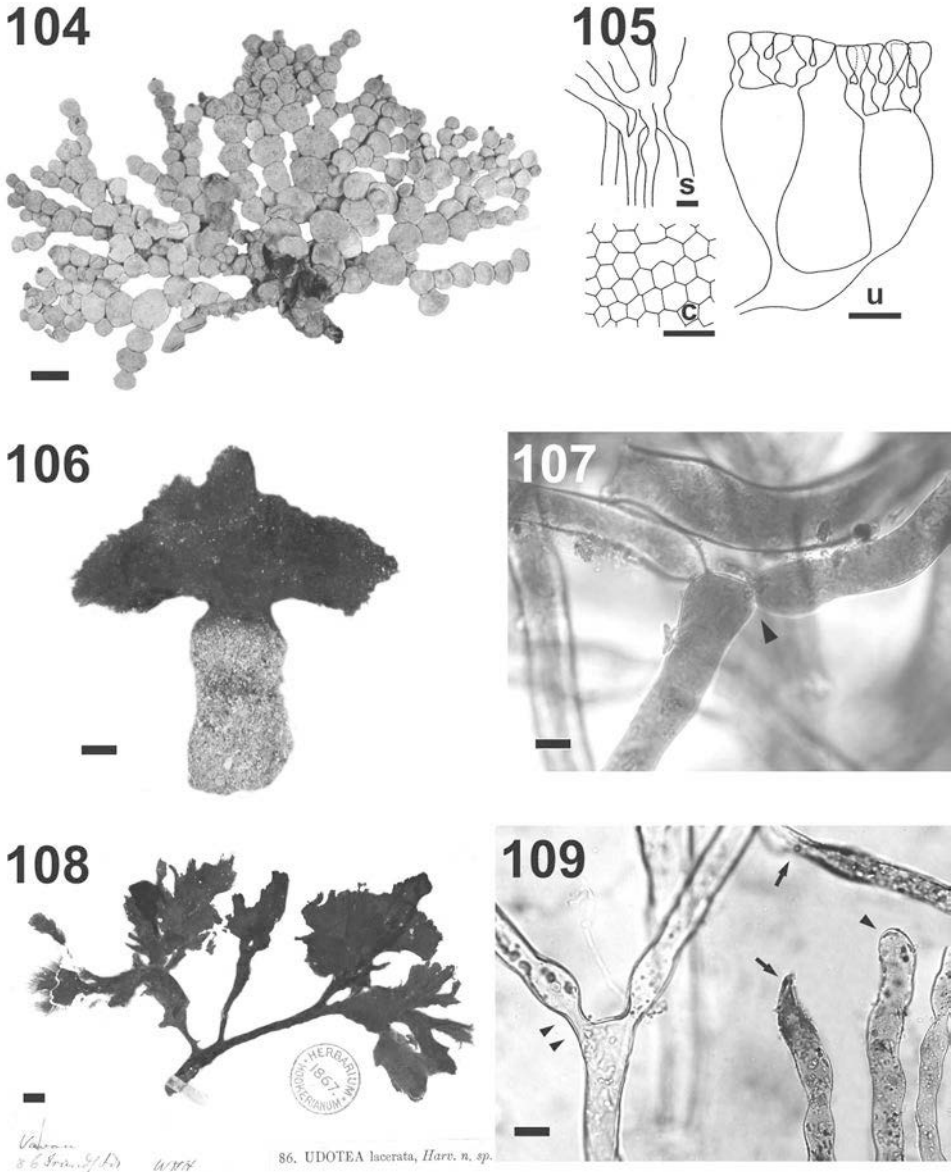 104
105
s
c
u
106
107
108
HERBARIUM
HOOKERIANUM
1867
86. UDOTEA lacerata, Harv. n. sp.
109